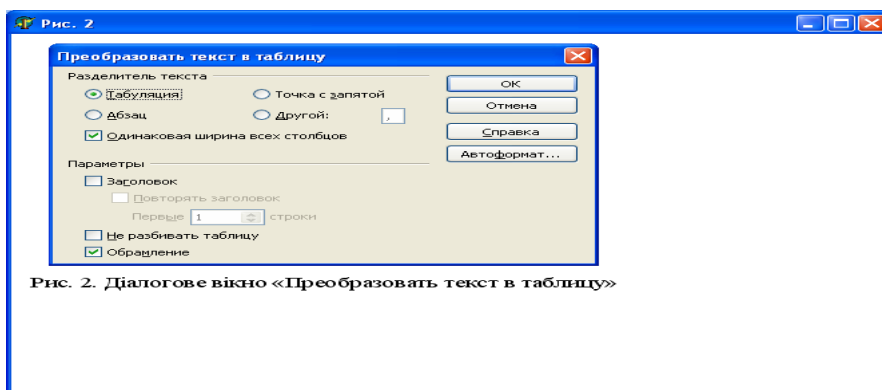 Рис. 2
Преобразовать текст в таблицу
Разделитель текста
Табуляция
Точка с запятой
Абзац
Другой: ,
Одинаковая ширина всех столбцов
OK
Отмена
Справка
Автоформат...
Параметры
Заголовок
Повторять заголовок
Первые 1 строки
Не разбивать таблицу
Обрамление
Рис. 2. Діалогове вікно «Преобразовать текст в таблицу»